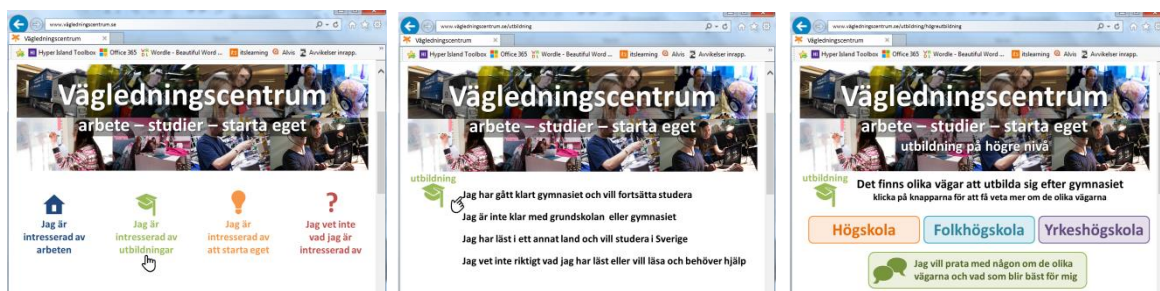 www.vägledningscentrum.se
Vägledningscentrum
Hyper Island Toolbox Office 365 Wordle - Beautiful Word ... itslearning Alvis Avvikelser inrapp.
Vägledningscentrum
arbete – studier – starta eget
Jag är
intresserad av
arbeten
Jag är
intresserad av
utbildningar
Jag är
intresserad av
att starta eget
?
Jag vet inte
vad jag är
intresserad av
www.vägledningszentrum.se/utbildning
Vägledningscentrum
Hyper Island Toolbox Office 365 Wordle - Beautiful Word ... itslearning Alvis Avvikelser inrapp.
Vägledningscentrum
arbete – studier – starta eget
utbildning
Jag har gått klart gymnasiet och vill fortsätta studera
Jag är inte klar med grundskolan eller gymnasiet
Jag har läst i ett annat land och vill studera i Sverige
Jag vet inte riktigt vad jag har läst eller vill läsa och behöver hjälp
www.vägledningszentrum.se/utbildning/högreutbildning
Vägledningscentrum
Hyper Island Toolbox Office 365 Wordle - Beautiful Word ... itslearning Alvis Avvikelser inrapp.
Vägledningscentrum
arbete – studier – starta eget
utbildning på högre nivå
utbildning
Det finns olika vägar att utbilda sig efter gymnasiet
klicka på knapparna för att få veta mer om de olika vägarna
Högskola
Folkhögskola
Yrkeshögskola
Jag vill prata med någon om de olika
vägarna och vad som blir bäst för mig